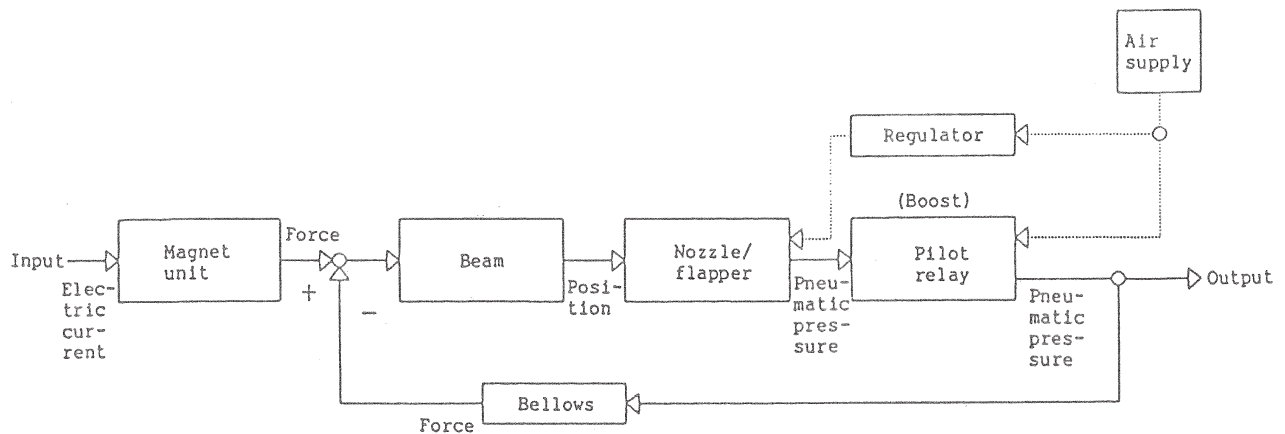 Air
supply
Regulator
(Boost)
Input
Elec-
tric
cur-
rent
Magnet
unit
Force
+
−
Beam
Posi-
tion
Nozzle/
flapper
Pneu-
matic
pres-
sure
Pilot
relay
Pneu-
matic
pres-
sure
Output
Bellows
Force